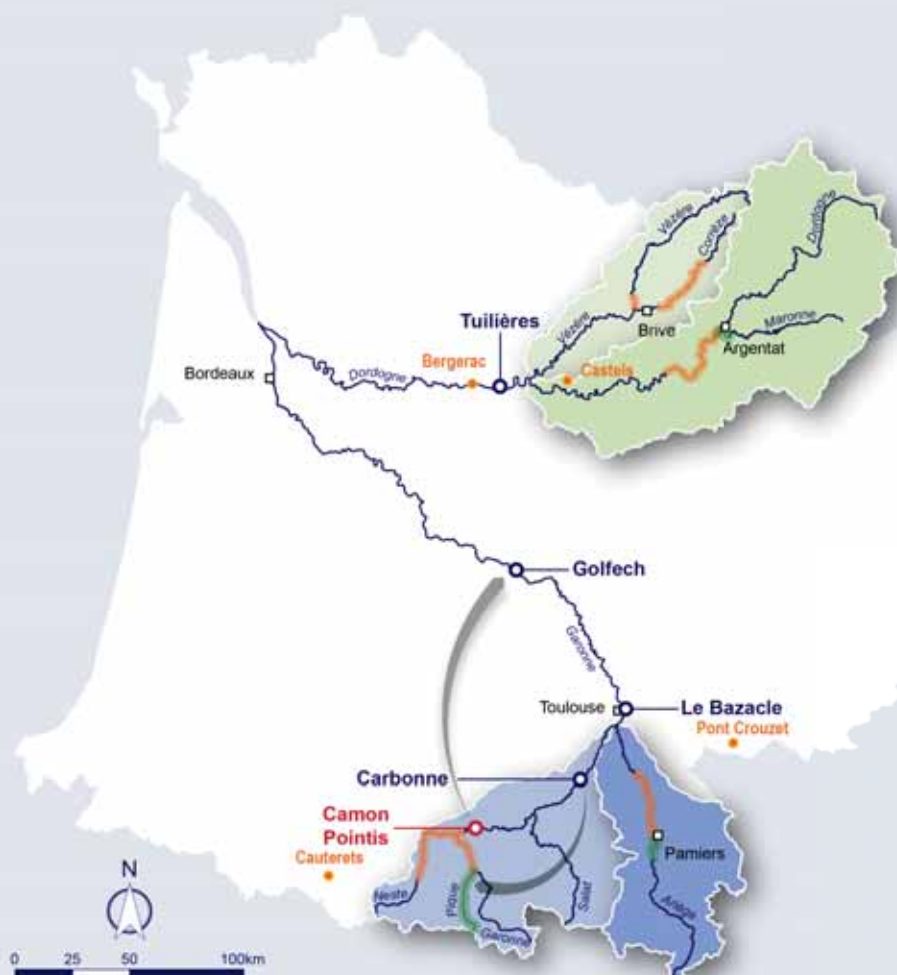 Vézère
Corrèze
Dordogne
Tuilières
Vézère
Brive
Maronne
Argentat
Bergerac
Castels
Bordeaux
Dordogne
Golfech
Garonne
Toulouse
Le Bazacle
Pont Crouzet
Carbonne
Camon
Pointis
Cauterets
Pamiers
Neste
Pique
Garonne
Salat
Ariège
N
0 25 50 100km